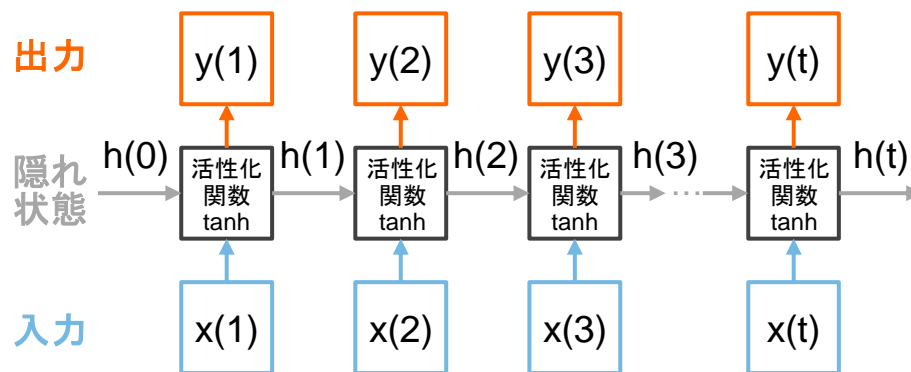 出力
y(1)
y(2)
y(3)
y(t)
隠れ
状態
h(0)
活性化
関数
tanh
h(1)
活性化
関数
tanh
h(2)
活性化
関数
tanh
h(3)
…
活性化
関数
tanh
h(t)
入力
x(1)
x(2)
x(3)
x(t)